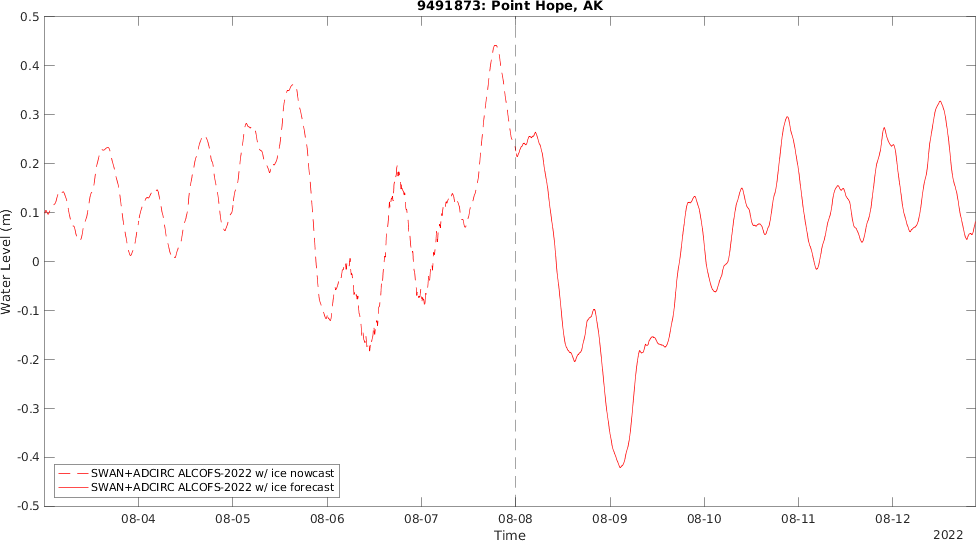 9491873: Point Hope, AK
0.5
0.4
0.3
0.2
0.1
0
-0.1
-0.2
-0.3
-0.4
-0.5
Water Level (m)
SWAN+ADCIRC ALCOFS-2022 w/ ice nowcast
SWAN+ADCIRC ALCOFS-2022 w/ ice forecast
08-04 08-05 08-06 08-07 08-08 08-09 08-10 08-11 08-12
Time
2022